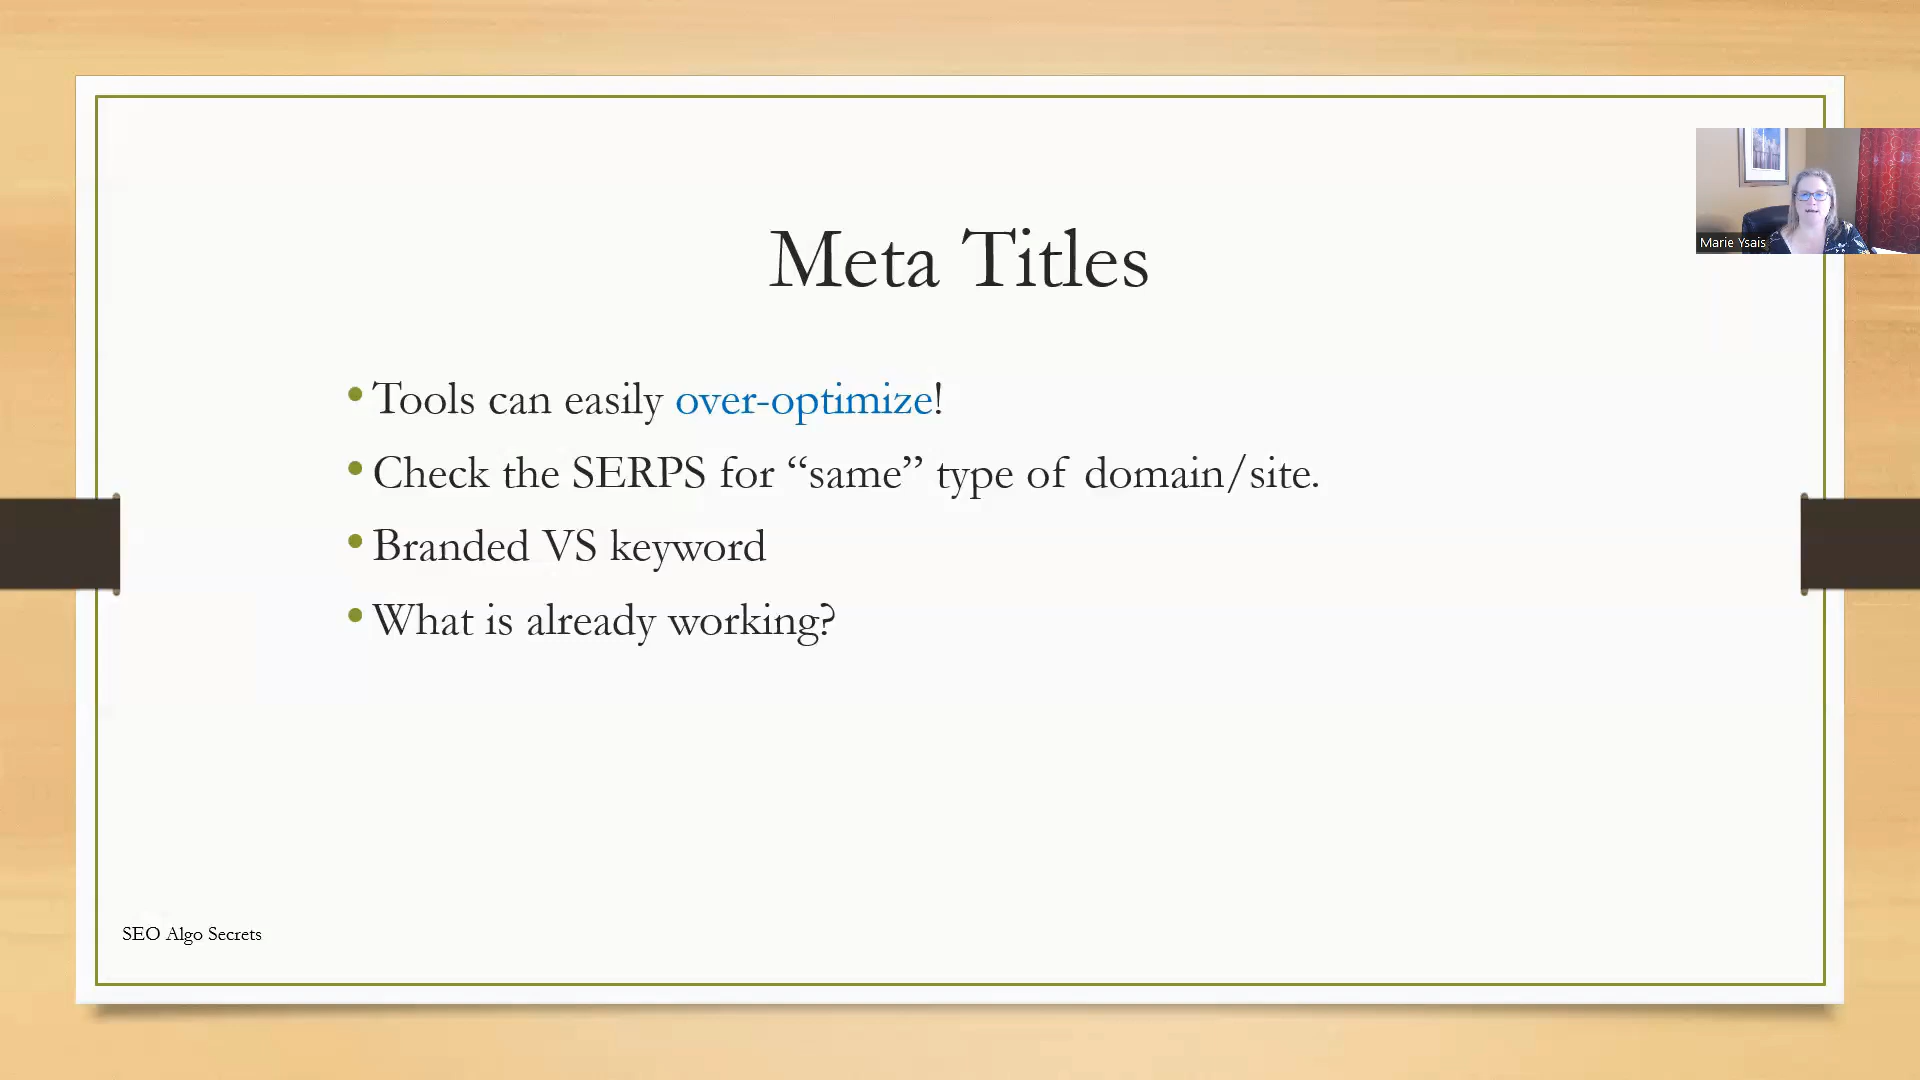 Meta Titles
Marie Ysais
• Tools can easily over-optimize!
• Check the SERPS for “same” type of domain/site.
• Branded VS keyword
• What is already working?
SEO Algo Secrets